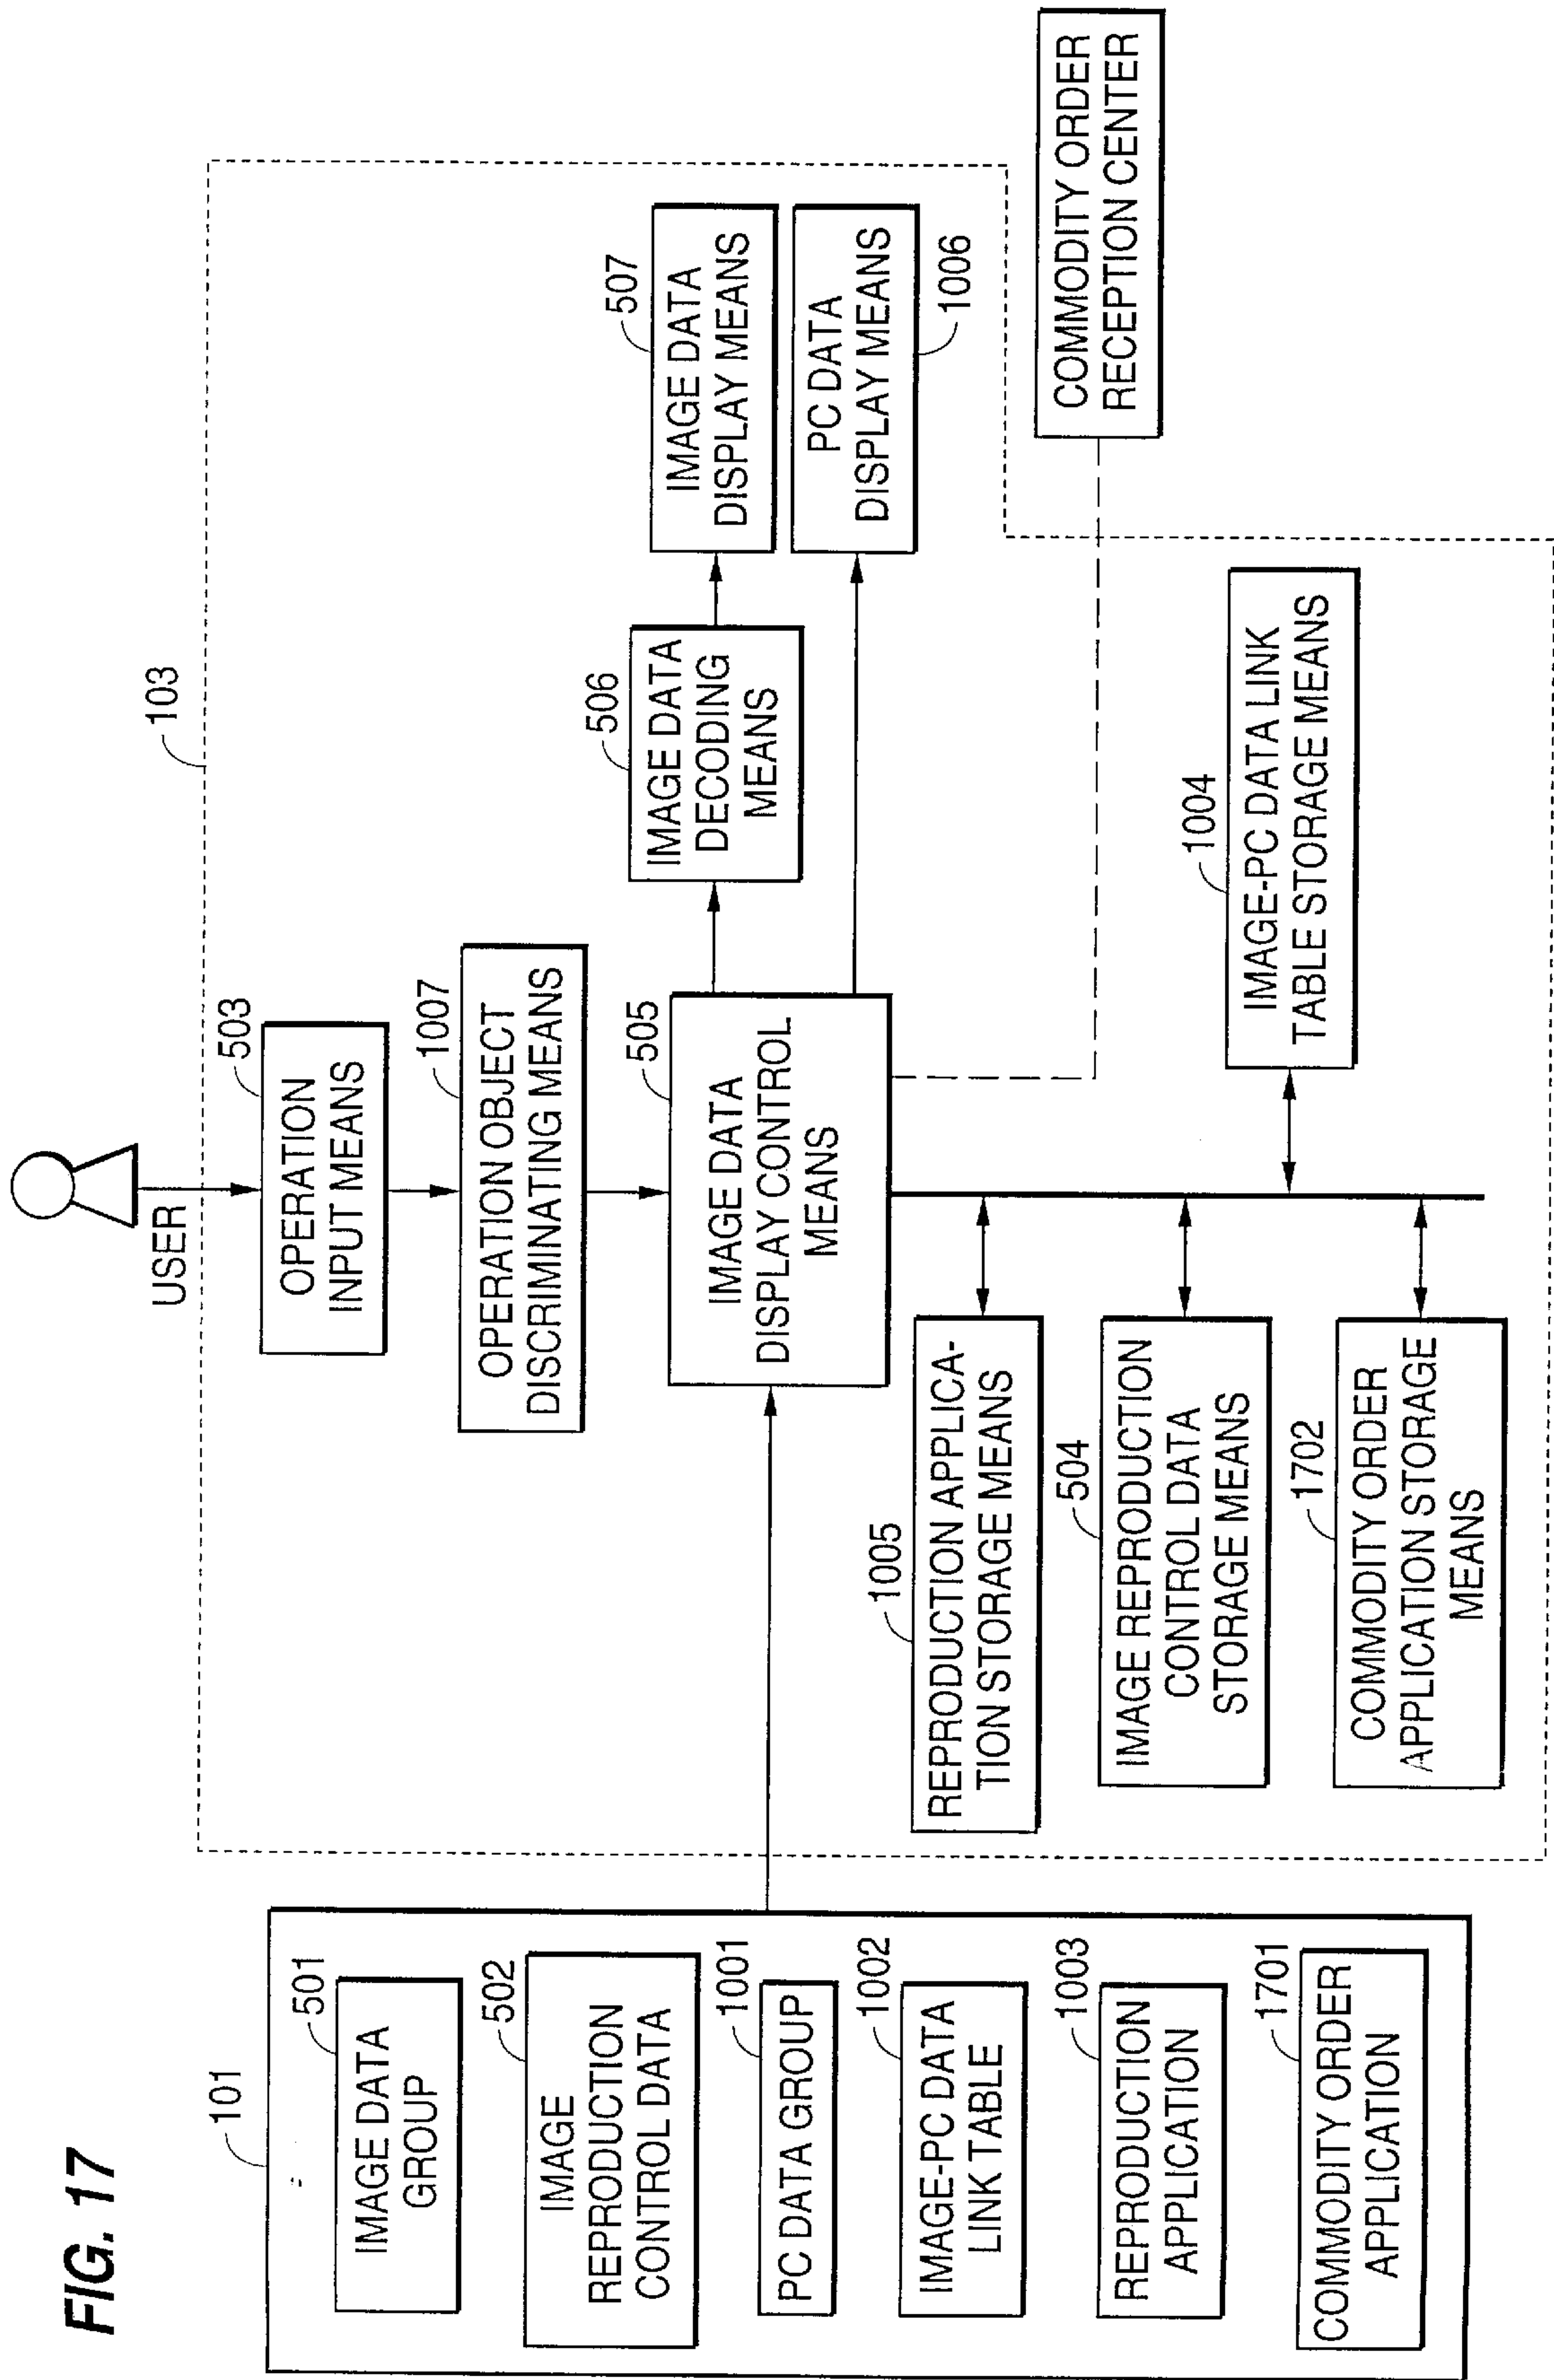 FIG. 17
101
501
IMAGE DATA
GROUP
502
IMAGE
REPRODUCTION
CONTROL DATA
1001
PC DATA GROUP
1002
IMAGE-PC DATA
LINK TABLE
1003
REPRODUCTION
APPLICATION
1701
COMMODITY ORDER
APPLICATION
USER
103
503
OPERATION
INPUT MEANS
1007
OPERATION OBJECT
DISCRIMINATING MEANS
505
IMAGE DATA
DISPLAY CONTROL
MEANS
506
IMAGE DATA
DECODING
MEANS
507
IMAGE DATA
DISPLAY MEANS
PC DATA
DISPLAY MEANS
1006
1005
REPRODUCTION APPLICA-
TION STORAGE MEANS
504
IMAGE REPRODUCTION
CONTROL DATA
STORAGE MEANS
1702
COMMODITY ORDER
APPLICATION STORAGE
MEANS
1004
IMAGE-PC DATA LINK
TABLE STORAGE MEANS
COMMODITY ORDER
RECEPTION CENTER